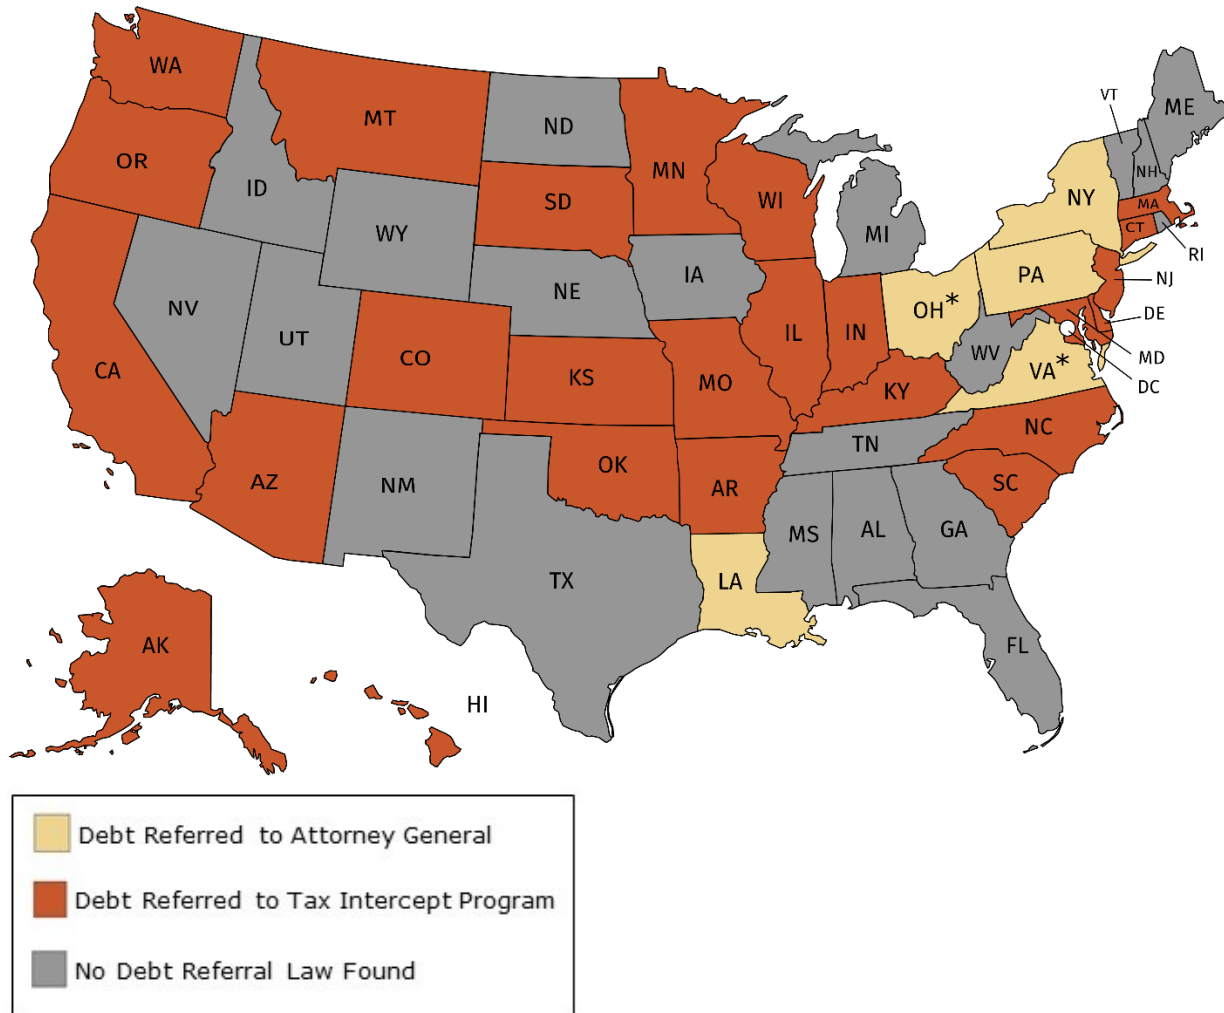 WA
MT
ND
MN
VT
ME
OR
ID
SD
WI
NH
NY
MA
WY
MI
CT
RI
IA
PA
NJ
NE
NV
OH*
DE
UT
IL
IN
WV
CO
MD
CA
KS
MO
VA*
DC
KY
NC
TN
OK
AZ
NM
AR
SC
MS
AL
GA
TX
LA
AK
FL
HI
Debt Referred to Attorney General
Debt Referred to Tax Intercept Program
No Debt Referral Law Found